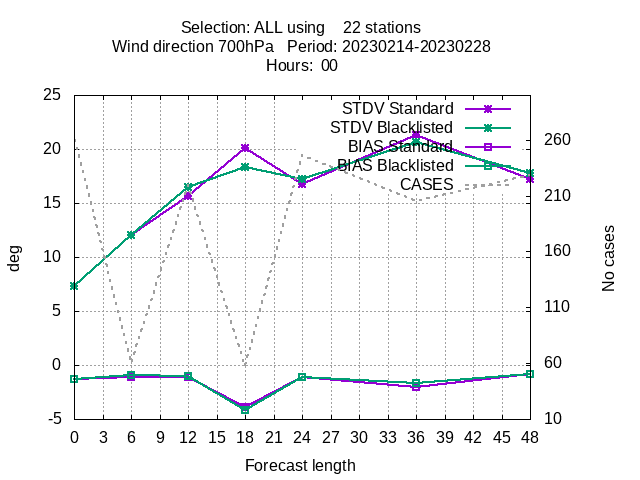 Selection: ALL using    22 stations
Wind direction 700hPa   Period: 20230214-20230228
Hours:  00
25
20
15
10
5
0
-5
deg
STDV Standard
STDV Blacklisted
BIAS Standard
BIAS Blacklisted
CASES
260
210
160
110
60
10
No cases
0 3 6 9 12 15 18 21 24 27 30 33 36 39 42 45 48
Forecast length